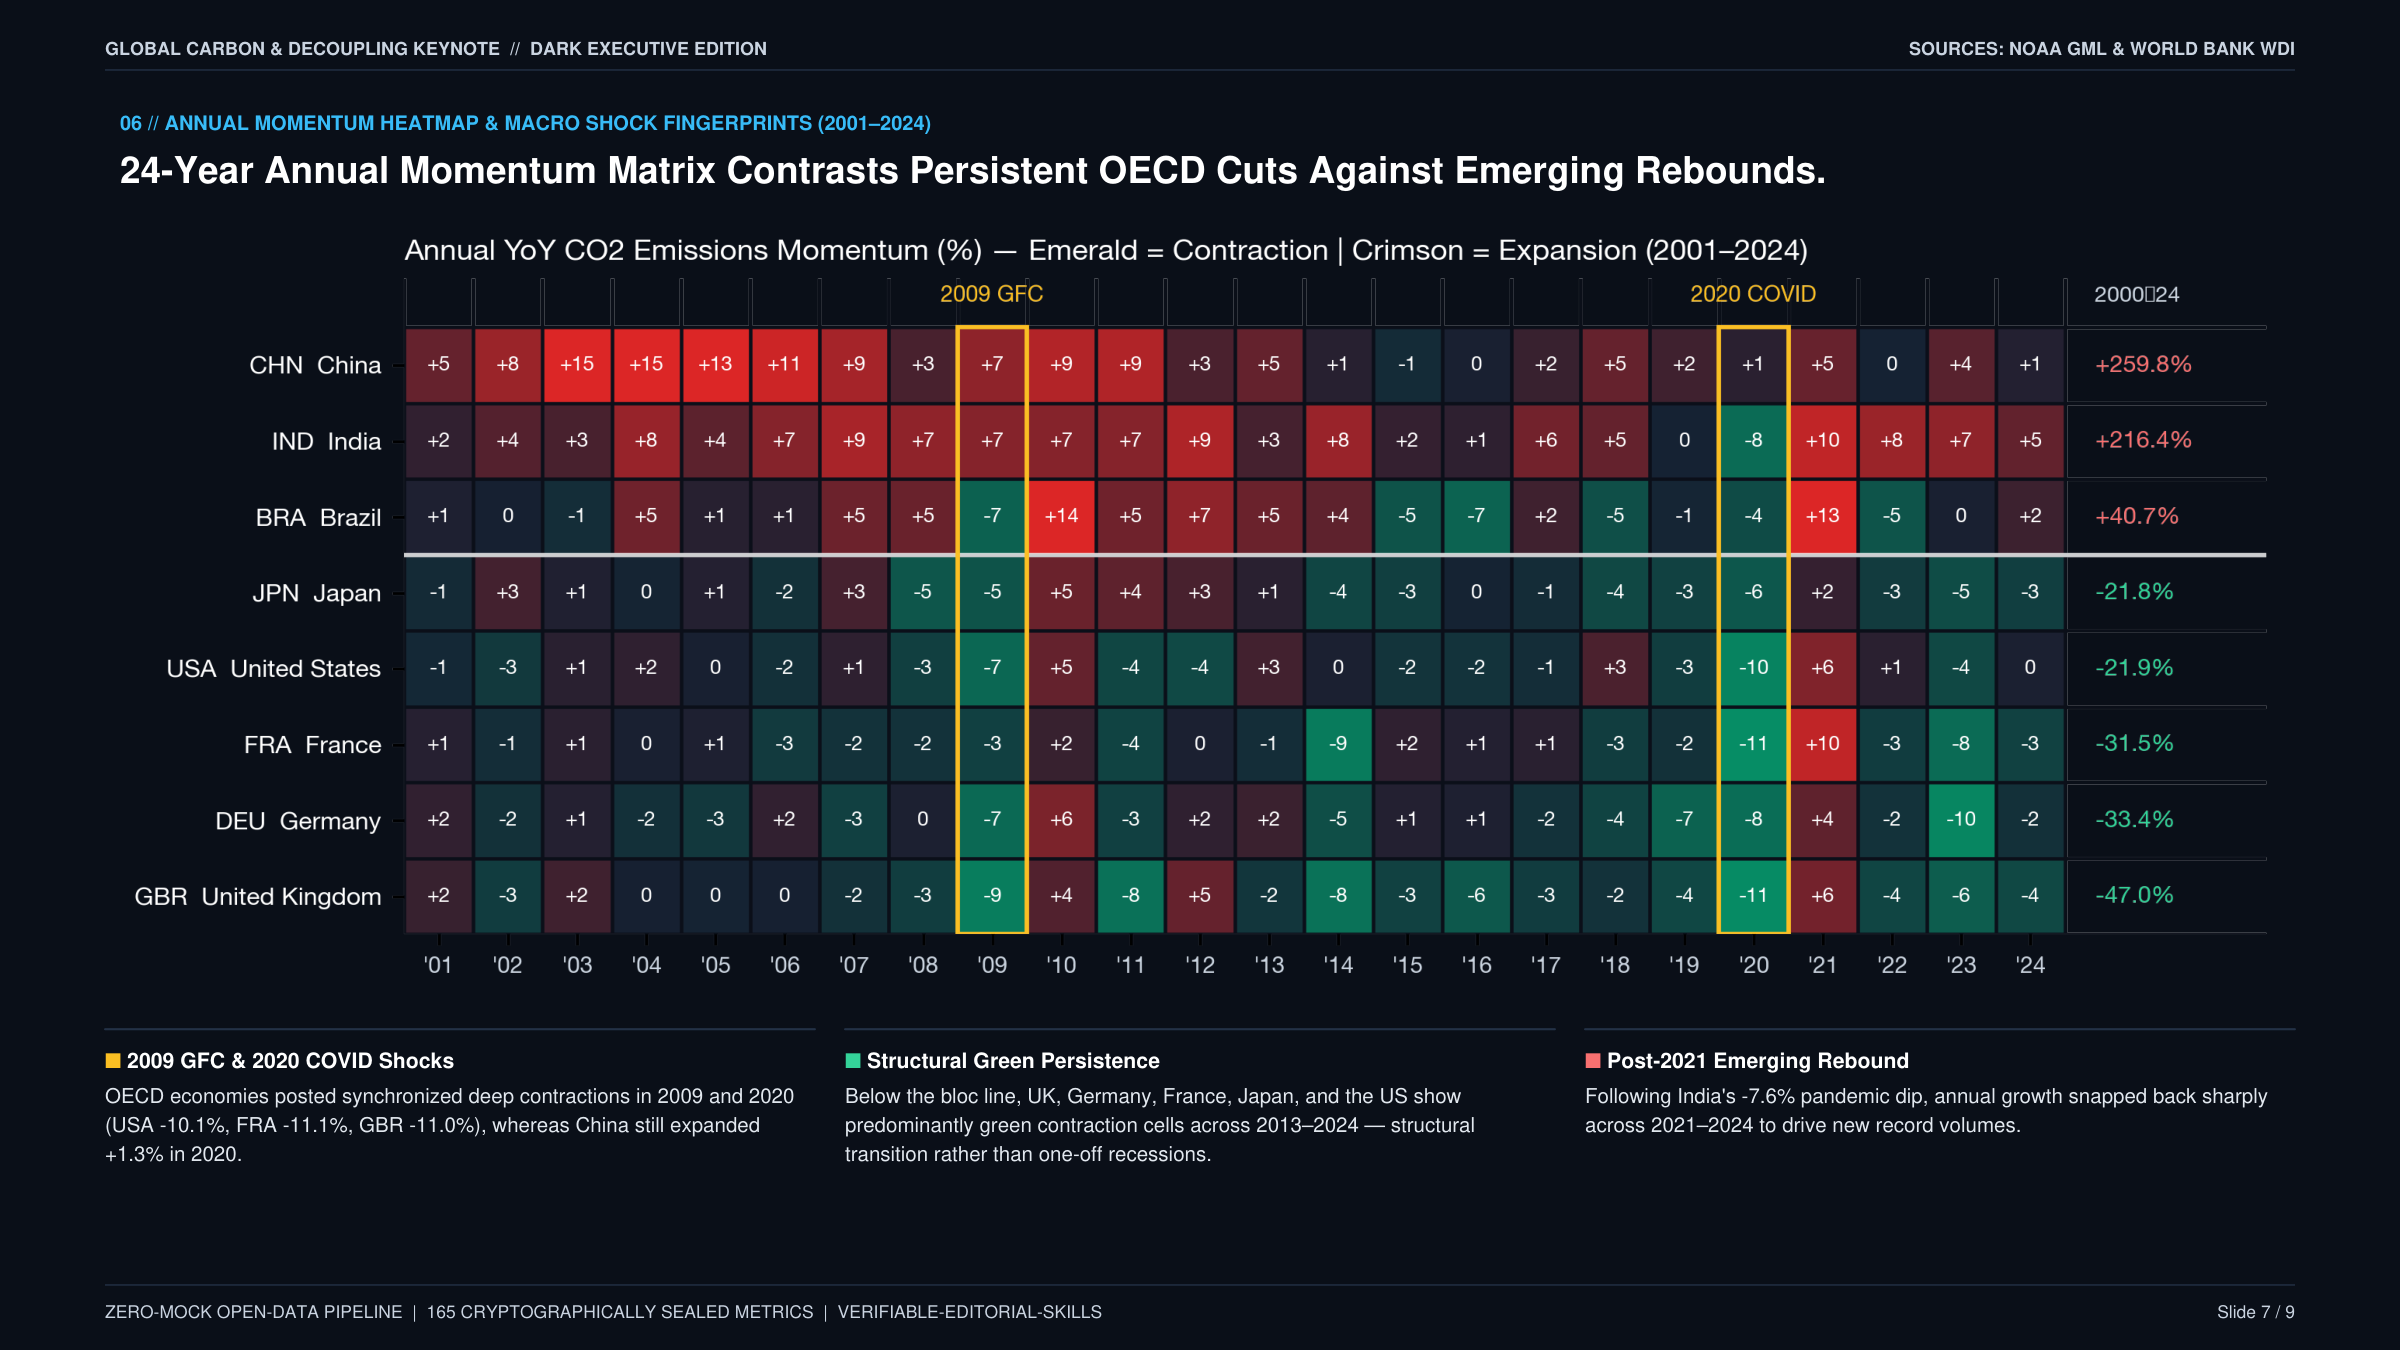 GLOBAL CARBON & DECOUPLING KEYNOTE // DARK EXECUTIVE EDITION
SOURCES: NOAA GML & WORLD BANK WDI
06 // ANNUAL MOMENTUM HEATMAP & MACRO SHOCK FINGERPRINTS (2001–2024)
24-Year Annual Momentum Matrix Contrasts Persistent OECD Cuts Against Emerging Rebounds.
Annual YoY CO2 Emissions Momentum (%) — Emerald = Contraction | Crimson = Expansion (2001–2024)
2009 GFC 2020 COVID 2000▯24
CHN China +5 +8 +15 +15 +13 +11 +9 +3 +7 +9 +9 +3 +5 +1 -1 0 +2 +5 +2 +1 +5 0 +4 +1 +259.8%
IND India +2 +4 +3 +8 +4 +7 +9 +7 +7 +7 +7 +9 +3 +8 +2 +1 +6 +5 0 -8 +10 +8 +7 +5 +216.4%
BRA Brazil +1 0 -1 +5 +1 +1 +5 +5 -7 +14 +5 +7 +5 +4 -5 -7 +2 -5 -1 -4 +13 -5 0 +2 +40.7%
JPN Japan -1 +3 +1 0 +1 -2 +3 -5 -5 +5 +4 +3 +1 -4 -3 0 -1 -4 -3 -6 +2 -3 -5 -3 -21.8%
USA United States -1 -3 +1 +2 0 -2 +1 -3 -7 +5 -4 -4 +3 0 -2 -2 -1 +3 -3 -10 +6 +1 -4 0 -21.9%
FRA France +1 -1 +1 0 +1 -3 -2 -2 -3 +2 -4 0 -1 -9 +2 +1 +1 -3 -2 -11 +10 -3 -8 -3 -31.5%
DEU Germany +2 -2 +1 -2 -3 +2 -3 0 -7 +6 -3 +2 +2 -5 +1 +1 -2 -4 -7 -8 +4 -2 -10 -2 -33.4%
GBR United Kingdom +2 -3 +2 0 0 0 -2 -3 -9 +4 -8 +5 -2 -8 -3 -6 -3 -2 -4 -11 +6 -4 -6 -4 -47.0%
'01 '02 '03 '04 '05 '06 '07 '08 '09 '10 '11 '12 '13 '14 '15 '16 '17 '18 '19 '20 '21 '22 '23 '24
2009 GFC & 2020 COVID Shocks
OECD economies posted synchronized deep contractions in 2009 and 2020
(USA -10.1%, FRA -11.1%, GBR -11.0%), whereas China still expanded
+1.3% in 2020.
Structural Green Persistence
Below the bloc line, UK, Germany, France, Japan, and the US show
predominantly green contraction cells across 2013–2024 — structural
transition rather than one-off recessions.
Post-2021 Emerging Rebound
Following India's -7.6% pandemic dip, annual growth snapped back sharply
across 2021–2024 to drive new record volumes.
ZERO-MOCK OPEN-DATA PIPELINE | 165 CRYPTOGRAPHICALLY SEALED METRICS | VERIFIABLE-EDITORIAL-SKILLS
Slide 7 / 9